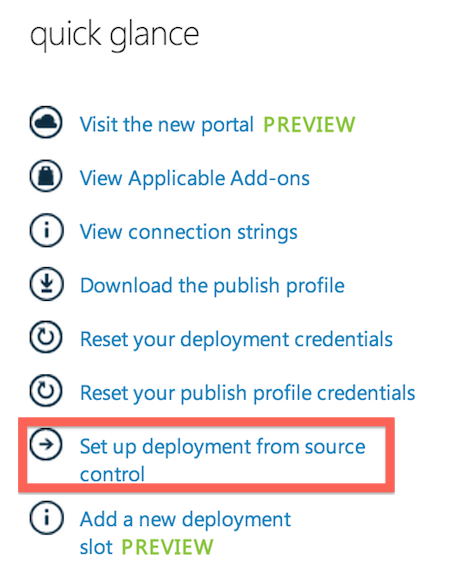 quick glance
Visit the new portal PREVIEW
View Applicable Add-ons
View connection strings
Download the publish profile
Reset your deployment credentials
Reset your publish profile credentials
Set up deployment from source
control
Add a new deployment
slot PREVIEW